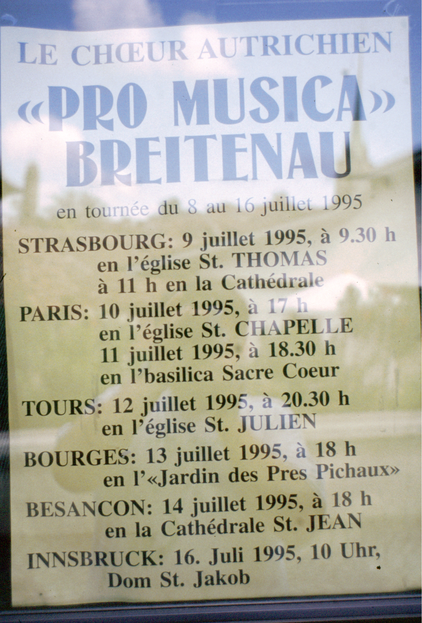 LE CHŒUR AUTRICHIEN
«PRO MUSICA»
BREITENAU
en tournée du 8 au 16 juillet 1995
STRASBOURG: 9 juillet 1995, à 9.30 h
en l'église St. THOMAS
à 11 h en la Cathédrale
PARIS: 10 juillet 1995, à 17 h
en l'église St. CHAPELLE
11 juillet 1995, à 18.30 h
en l'basilica Sacre Coeur
TOURS: 12 juillet 1995, à 20.30 h
en l'église St. JULIEN
BOURGES: 13 juillet 1995, à 18 h
en l'«Jardin des Pres Pichaux»
BESANCON: 14 juillet 1995, à 18 h
en la Cathédrale St. JEAN
INNSBRUCK: 16. Juli 1995, 10 Uhr,
Dom St. Jakob